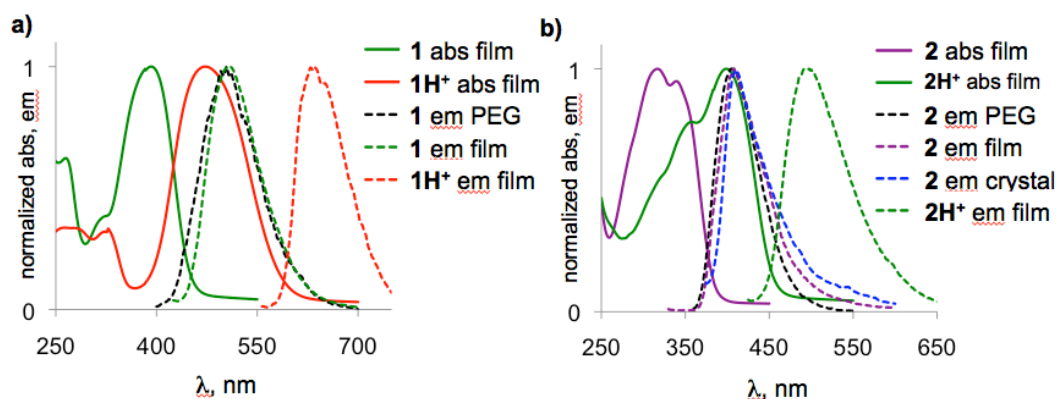 a)
normalized abs, em
1
0
250 400 550 700
λ, nm
1 abs film
1H+ abs film
1 em PEG
1 em film
1H+ em film
b)
normalized abs, em
1
0
250 350 450 550 650
λ, nm
2 abs film
2H+ abs film
2 em PEG
2 em film
2 em crystal
2H+ em film